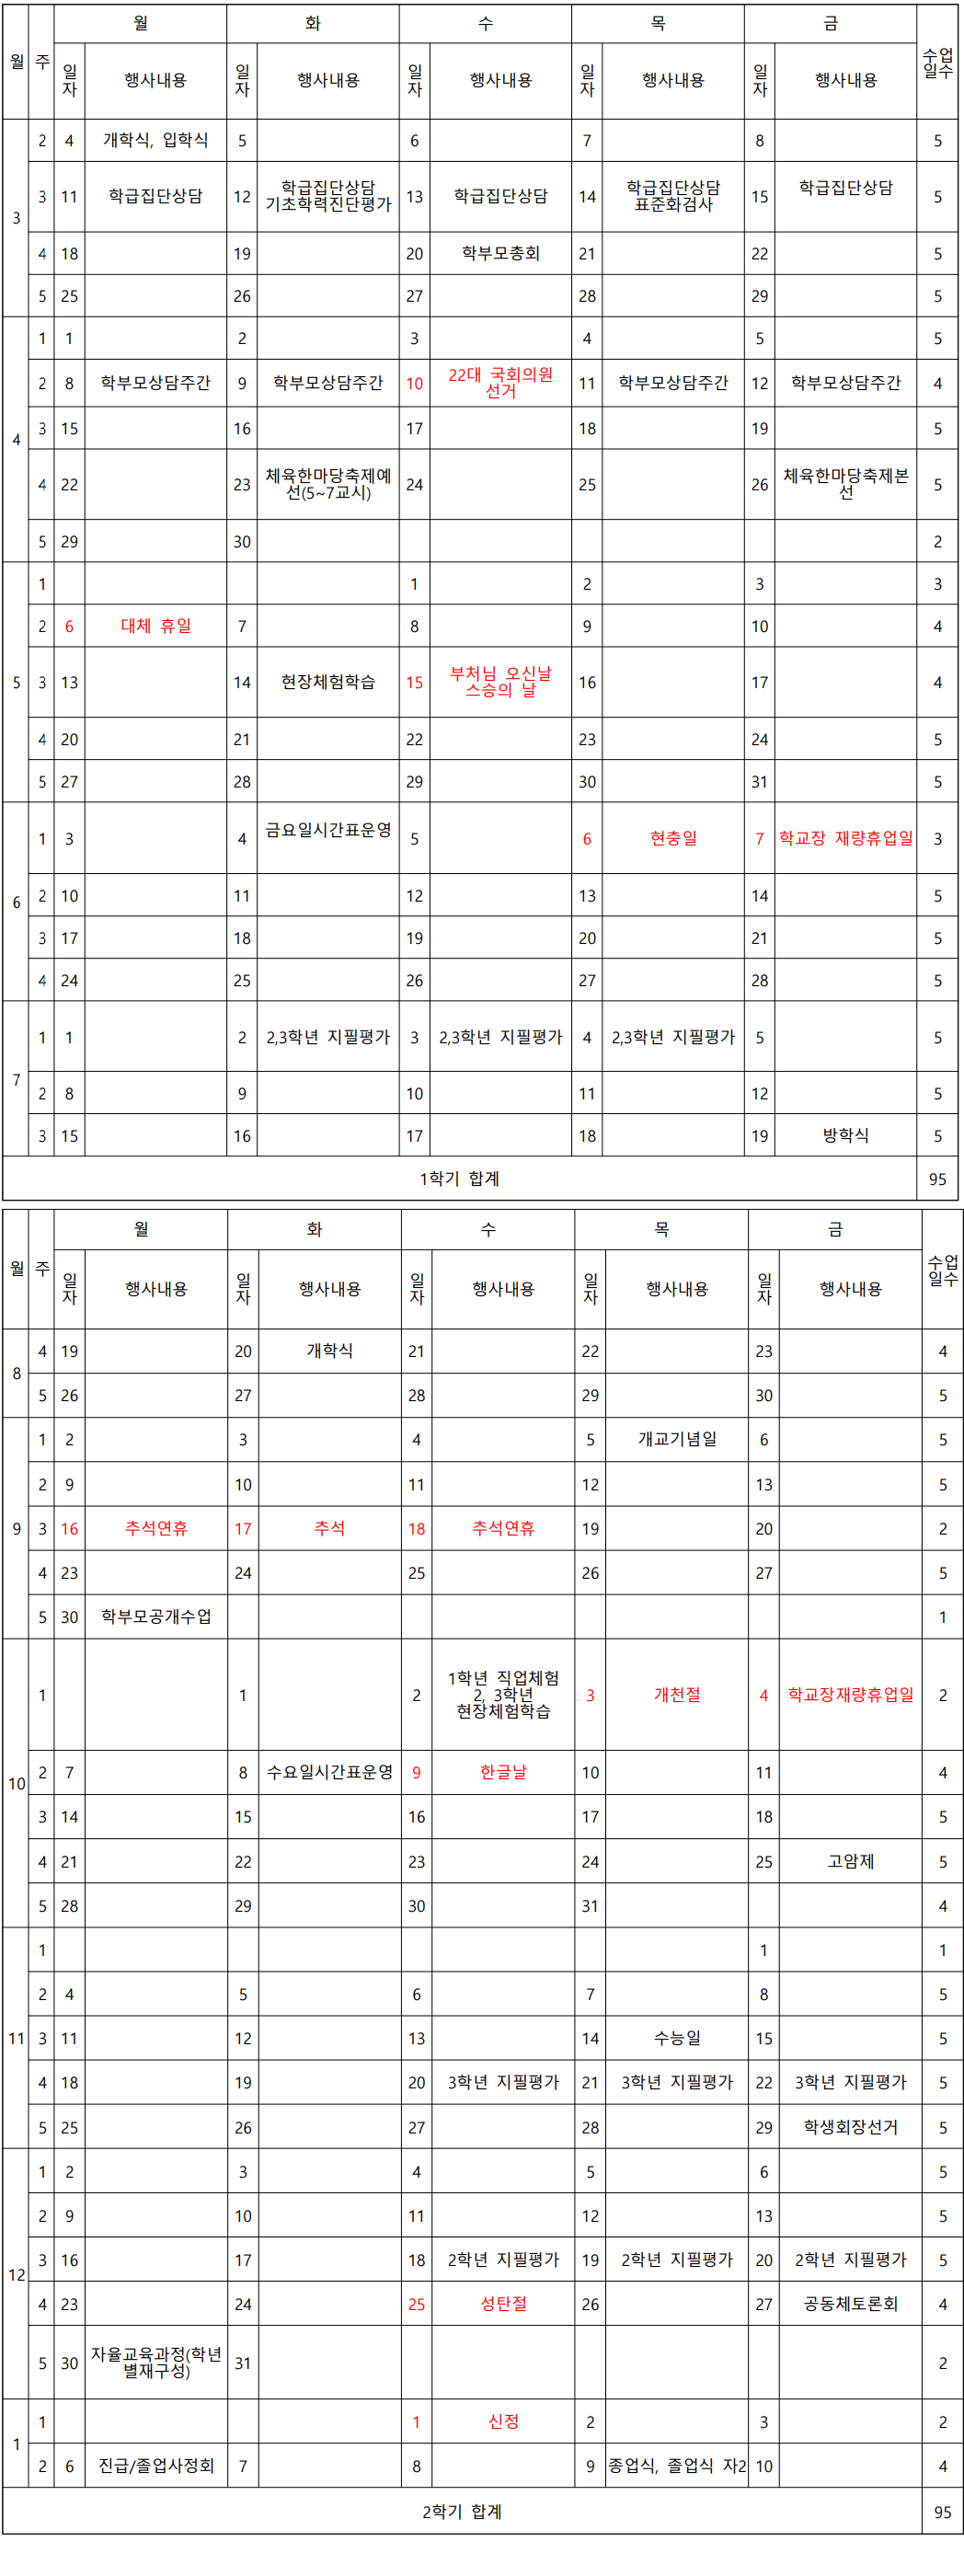 월 주 월 화 수 목 금 수업일수
일자 행사내용 일자 행사내용 일자 행사내용 일자 행사내용 일자 행사내용
3 2 4 개학식, 입학식 5 6 7 8 5
3 11 학급집단상담 12 학급집단상담 기초학력진단평가 13 학급집단상담 14 학급집단상담 표준화검사 15 학급집단상담 5
4 18 19 20 학부모총회 21 22 5
5 25 26 27 28 29 5
4 1 1 2 3 4 5 5
2 8 학부모상담주간 9 학부모상담주간 10 22대 국회의원 선거 11 학부모상담주간 12 학부모상담주간 4
3 15 16 17 18 19 5
4 22 23 체육한마당축제예선(5~7교시) 24 25 26 체육한마당축제본선 5
5 29 30 2
5 1 1 2 3 3
2 6 대체 휴일 7 8 9 10 4
3 13 14 현장체험학습 15 부처님 오신날 스승의 날 16 17 4
4 20 21 22 23 24 5
5 27 28 29 30 31 5
6 1 3 4 금요일시간표운영 5 6 현충일 7 학교장 재량휴업일 3
2 10 11 12 13 14 5
3 17 18 19 20 21 5
4 24 25 26 27 28 5
7 1 1 2 2,3학년 지필평가 3 2,3학년 지필평가 4 2,3학년 지필평가 5 5
2 8 9 10 11 12 5
3 15 16 17 18 19 방학식 5
1학기 합계 95
월 주 월 화 수 목 금 수업일수
일자 행사내용 일자 행사내용 일자 행사내용 일자 행사내용 일자 행사내용
8 4 19 20 개학식 21 22 23 4
5 26 27 28 29 30 5
9 1 2 3 4 5 개교기념일 6 5
2 9 10 11 12 13 5
3 16 추석연휴 17 추석 18 추석연휴 19 20 2
4 23 24 25 26 27 5
5 30 학부모공개수업 1
10 1 1 2 1학년 직업체험 2, 3학년 현장체험학습 3 개천절 4 학교장재량휴업일 2
2 7 8 수요일시간표운영 9 한글날 10 11 4
3 14 15 16 17 18 5
4 21 22 23 24 25 고암제 5
5 28 29 30 31 4
11 1 1 1
2 4 5 6 7 8 5
3 11 12 13 14 수능일 15 5
4 18 19 20 3학년 지필평가 21 3학년 지필평가 22 3학년 지필평가 5
5 25 26 27 28 29 학생회장선거 5
12 1 2 3 4 5 6 5
2 9 10 11 12 13 5
3 16 17 18 2학년 지필평가 19 2학년 지필평가 20 2학년 지필평가 5
4 23 24 25 성탄절 26 27 공동체토론회 4
5 30 자율교육과정(학년별재구성) 31 2
1 1 1 신정 2 3 2
2 6 진급/졸업사정회 7 8 9 종업식, 졸업식 자2 10 4
2학기 합계 95